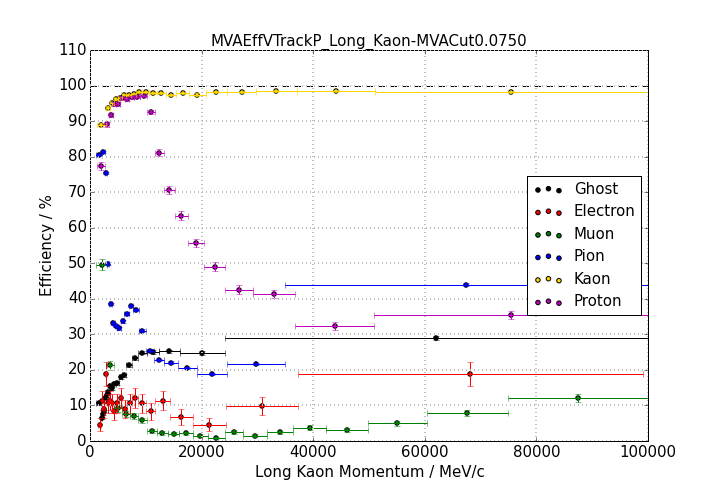 MVAEffVTrackP_Long_Kaon-MVACut0.0750
110
100
90
80
70
60
50
40
30
20
10
0
Efficiency / %
Ghost
Electron
Muon
Pion
Kaon
Proton
0 20000 40000 60000 80000 100000
Long Kaon Momentum / MeV/c